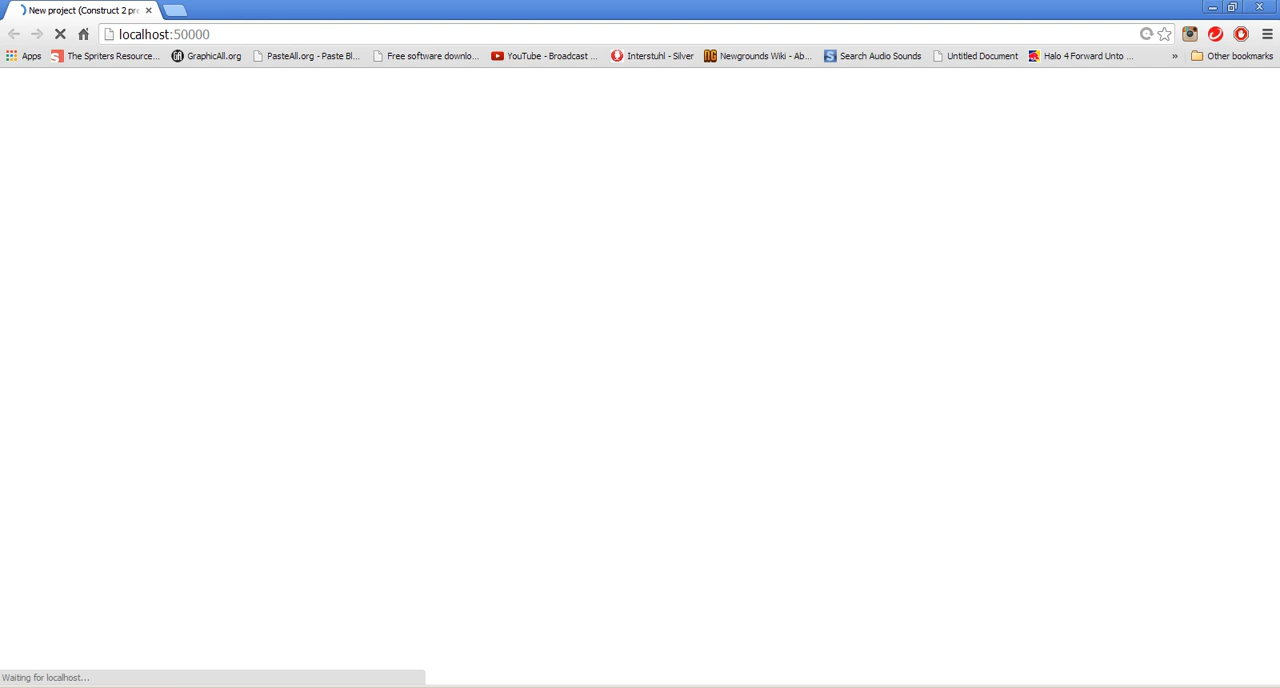 New project (Construct 2 pre
localhost:50000
Apps The Spriters Resource... GraphicAll.org PasteAll.org - Paste Bl... Free software downlo... YouTube - Broadcast ... Interstuhl - Silver Newgrounds Wiki - Ab... Search Audio Sounds Untitled Document Halo 4 Forward Unto ... » Other bookmarks
Waiting for localhost...